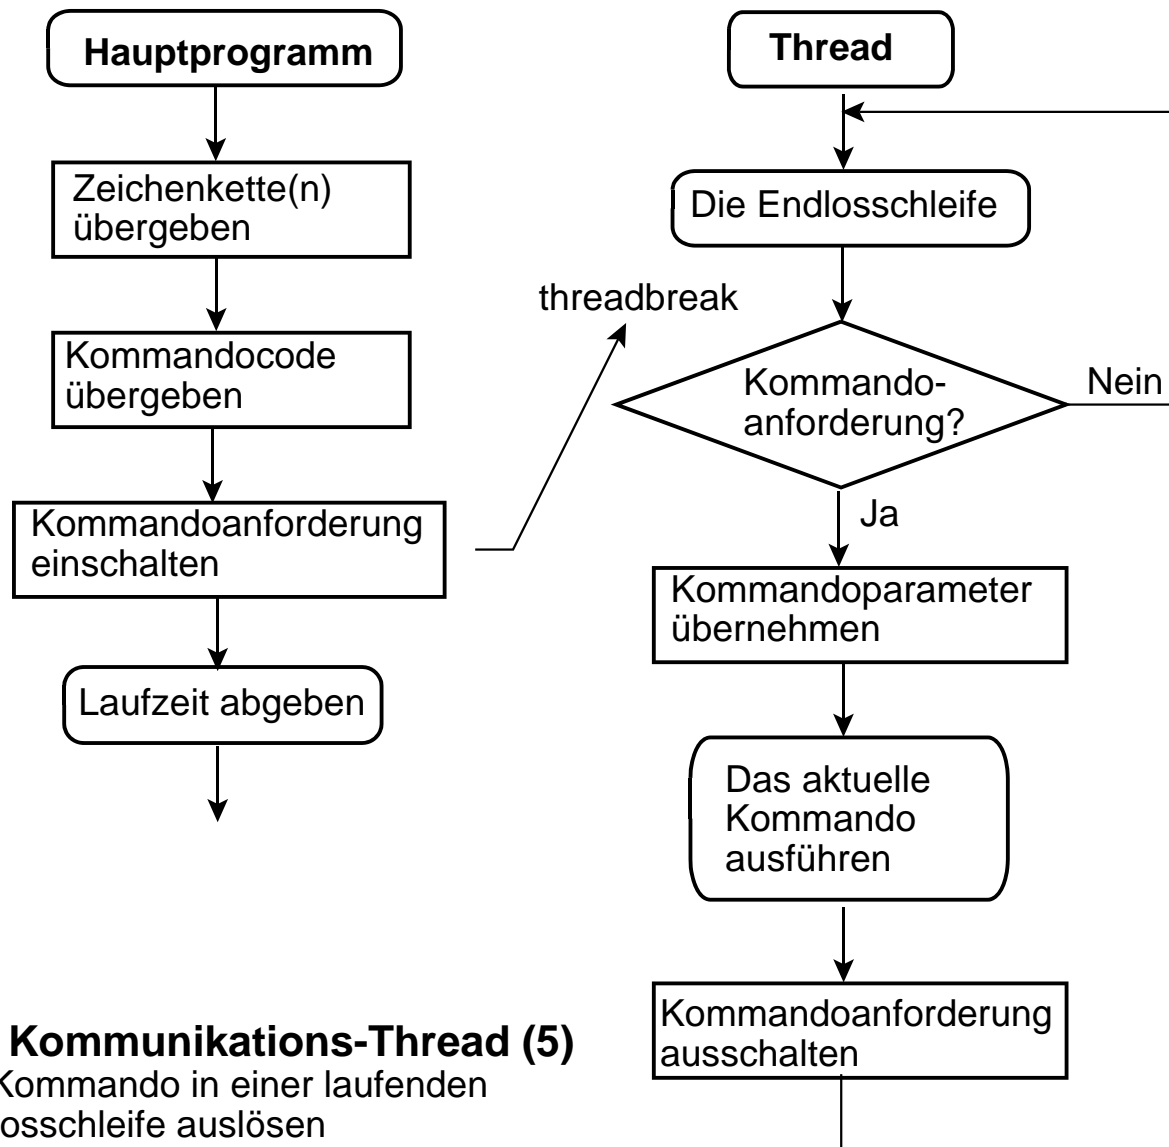 Hauptprogramm
Zeichenkette(n)
übergeben
Kommandocode
übergeben
Kommandoanforderung
einschalten
Laufzeit abgeben
threadbreak
Thread
Die Endlosschleife
Kommando-
anforderung?
Nein
Ja
Kommandoparameter
übernehmen
Das aktuelle
Kommando
ausführen
Kommandoanforderung
ausschalten
Kommunikations-Thread (5)
Kommando in einer laufenden
osschleife auslösen